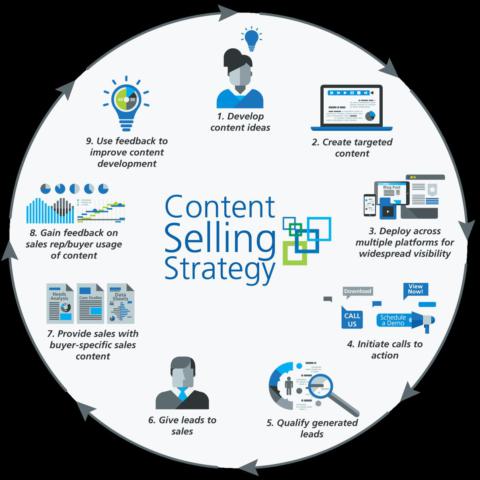 Content
Selling
Strategy
1. Develop
content ideas
2. Create targeted
content
Blog Post
3. Deploy across
multiple platforms for
widespread visibility
Download
View
Now!
CALL
US
Schedule
a Demo
4. Initiate calls to
action
5. Qualify generated
leads
6. Give leads to
sales
Needs
Analysis
Case Studies
Data
Sheets
7. Provide sales with
buyer-specific sales
content
8. Gain feedback on
sales rep/buyer usage
of content
9. Use feedback to
improve content
development